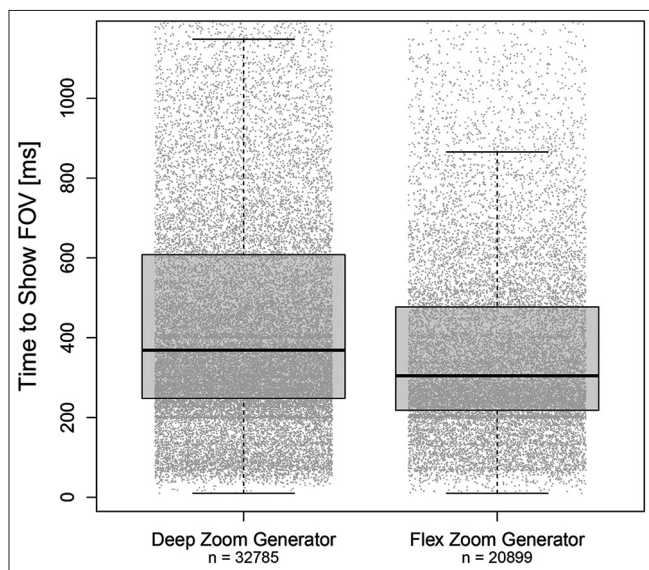 Time to Show FOV [ms]
1000
800
600
400
200
0
Deep Zoom Generator
n = 32785
Flex Zoom Generator
n = 20899